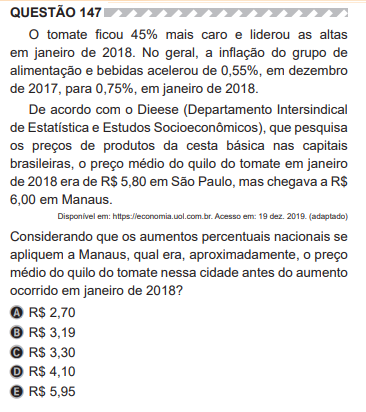 QUESTÃO 147
O tomate ficou 45% mais caro e liderou as altas
em janeiro de 2018. No geral, a inflação do grupo de
alimentação e bebidas acelerou de 0,55%, em dezembro
de 2017, para 0,75%, em janeiro de 2018.
De acordo com o Dieese (Departamento Intersindical
de Estatística e Estudos Socioeconômicos), que pesquisa
os preços de produtos da cesta básica nas capitais
brasileiras, o preço médio do quilo do tomate em janeiro
de 2018 era de R$ 5,80 em São Paulo, mas chegava a R$
6,00 em Manaus.
Disponível em: https://economia.uol.com.br. Acesso em: 19 dez. 2019. (adaptado)
Considerando que os aumentos percentuais nacionais se
apliquem a Manaus, qual era, aproximadamente, o preço
médio do quilo do tomate nessa cidade antes do aumento
ocorrido em janeiro de 2018?
A R$ 2,70
B R$ 3,19
C R$ 3,30
D R$ 4,10
E R$ 5,95